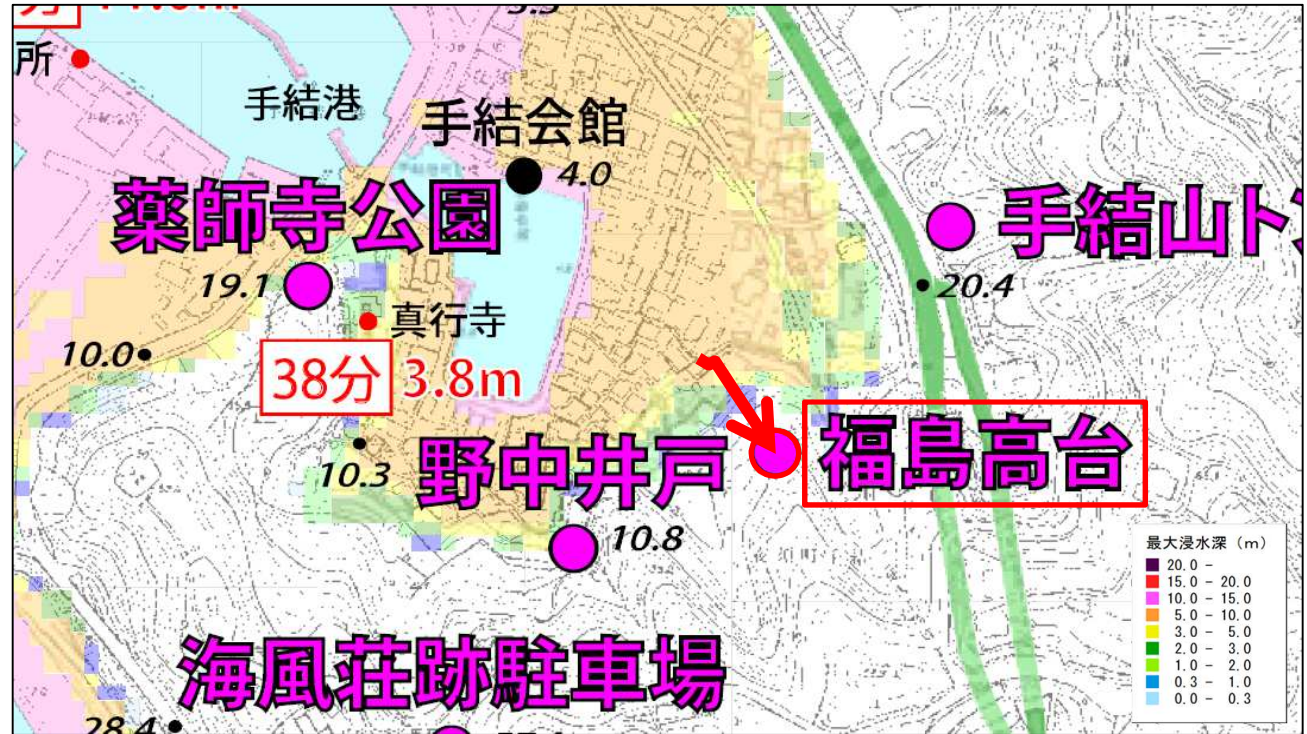 所
手結港
手結会館
4.0
薬師寺公園
手結山ト
19.1
20.4
真行寺
10.0
38分 3.8m
福島高台
野中井戸
10.3
10.8
最大浸水深（m）
20.0 -
15.0 - 20.0
10.0 - 15.0
5.0 - 10.0
3.0 - 5.0
2.0 - 3.0
1.0 - 2.0
0.3 - 1.0
0.0 - 0.3
海風荘跡駐車場
28.4